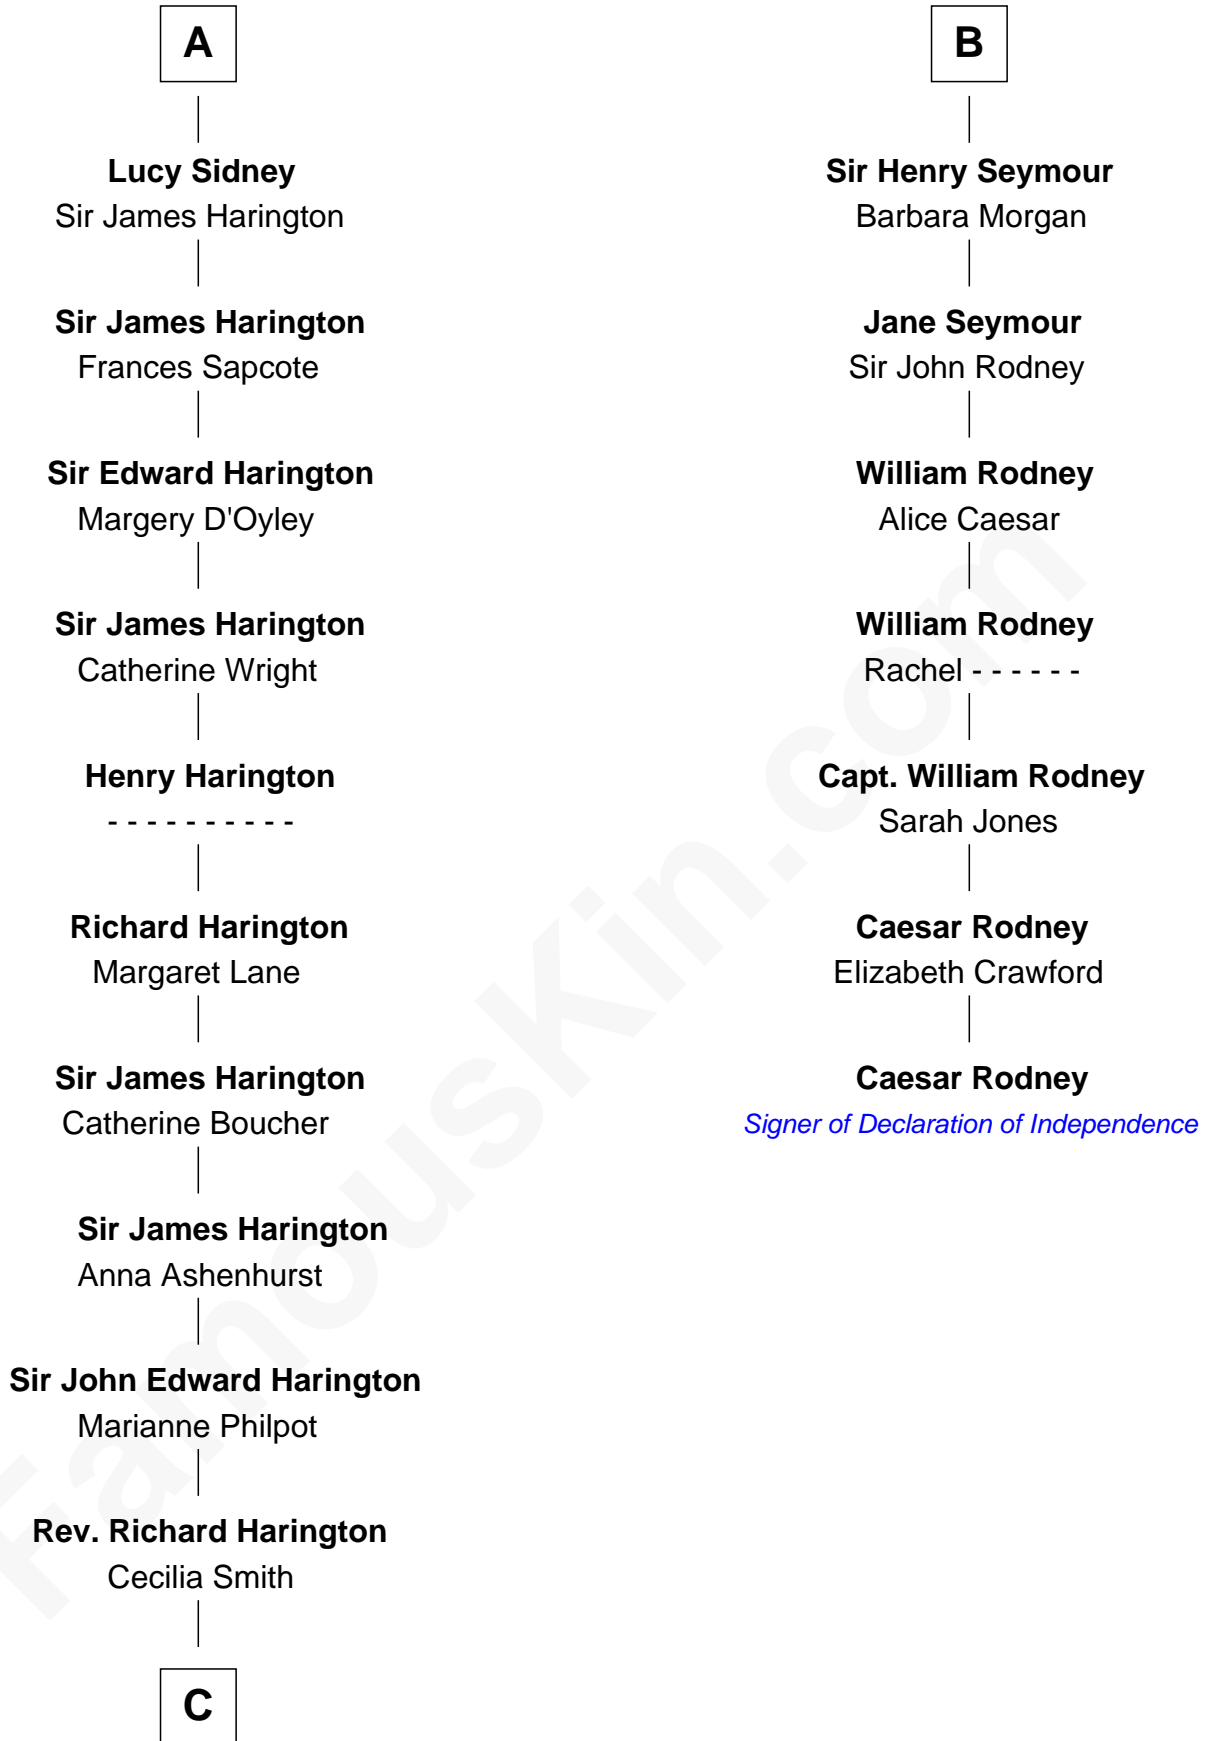 A
Lucy Sidney
Sir James Harington
Sir James Harington
Frances Sapcote
Sir Edward Harington
Margery D'Oyley
Sir James Harington
Catherine Wright
Henry Harington
- - - - - - - - - -
Richard Harington
Margaret Lane
Sir James Harington
Catherine Boucher
Sir James Harington
Anna Ashenhurst
Sir John Edward Harington
Marianne Philpot
Rev. Richard Harington
Cecilia Smith
C
B
Sir Henry Seymour
Barbara Morgan
Jane Seymour
Sir John Rodney
William Rodney
Alice Caesar
William Rodney
Rachel - - - - - -
Capt. William Rodney
Sarah Jones
Caesar Rodney
Elizabeth Crawford
Caesar Rodney
Signer of Declaration of Independence
FamousKin.com